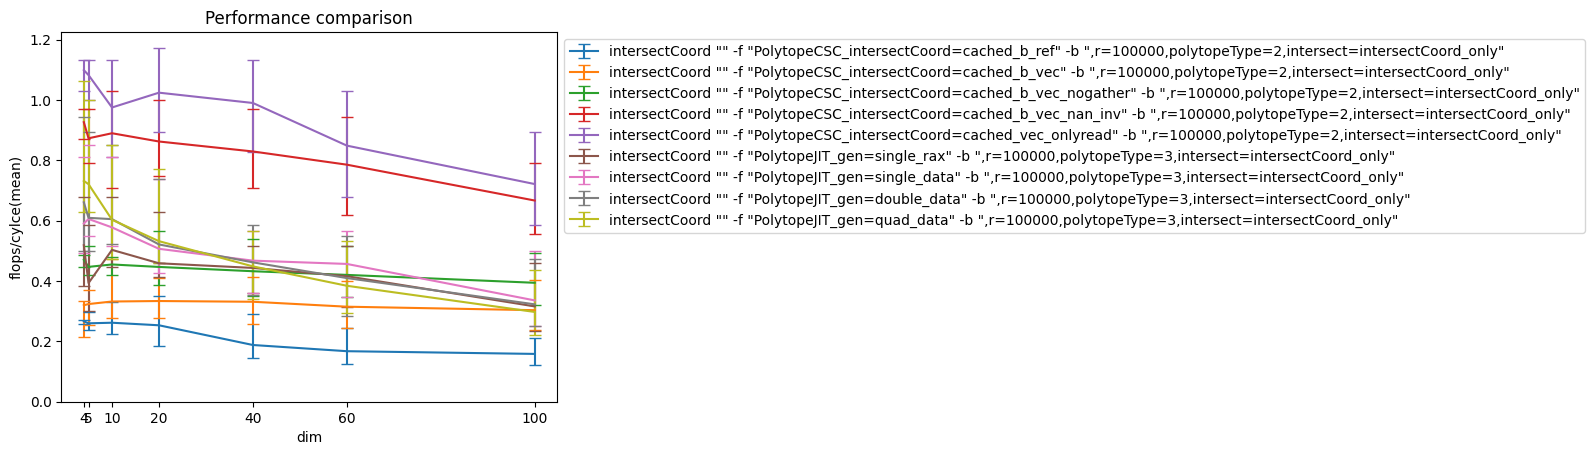 Performance comparison
flops/cylce(mean)
1.2
1.0
0.8
0.6
0.4
0.2
0.0
4 5 10 20 40 60 100
dim
intersectCoord "" -f "PolytopeCSC_intersectCoord=cached_b_ref" -b ",r=100000,polytopeType=2,intersect=intersectCoord_only"
intersectCoord "" -f "PolytopeCSC_intersectCoord=cached_b_vec" -b ",r=100000,polytopeType=2,intersect=intersectCoord_only"
intersectCoord "" -f "PolytopeCSC_intersectCoord=cached_b_vec_nogather" -b ",r=100000,polytopeType=2,intersect=intersectCoord_only"
intersectCoord "" -f "PolytopeCSC_intersectCoord=cached_b_vec_nan_inv" -b ",r=100000,polytopeType=2,intersect=intersectCoord_only"
intersectCoord "" -f "PolytopeCSC_intersectCoord=cached_vec_onlyread" -b ",r=100000,polytopeType=2,intersect=intersectCoord_only"
intersectCoord "" -f "PolytopeJIT_gen=single_rax" -b ",r=100000,polytopeType=3,intersect=intersectCoord_only"
intersectCoord "" -f "PolytopeJIT_gen=single_data" -b ",r=100000,polytopeType=3,intersect=intersectCoord_only"
intersectCoord "" -f "PolytopeJIT_gen=double_data" -b ",r=100000,polytopeType=3,intersect=intersectCoord_only"
intersectCoord "" -f "PolytopeJIT_gen=quad_data" -b ",r=100000,polytopeType=3,intersect=intersectCoord_only"